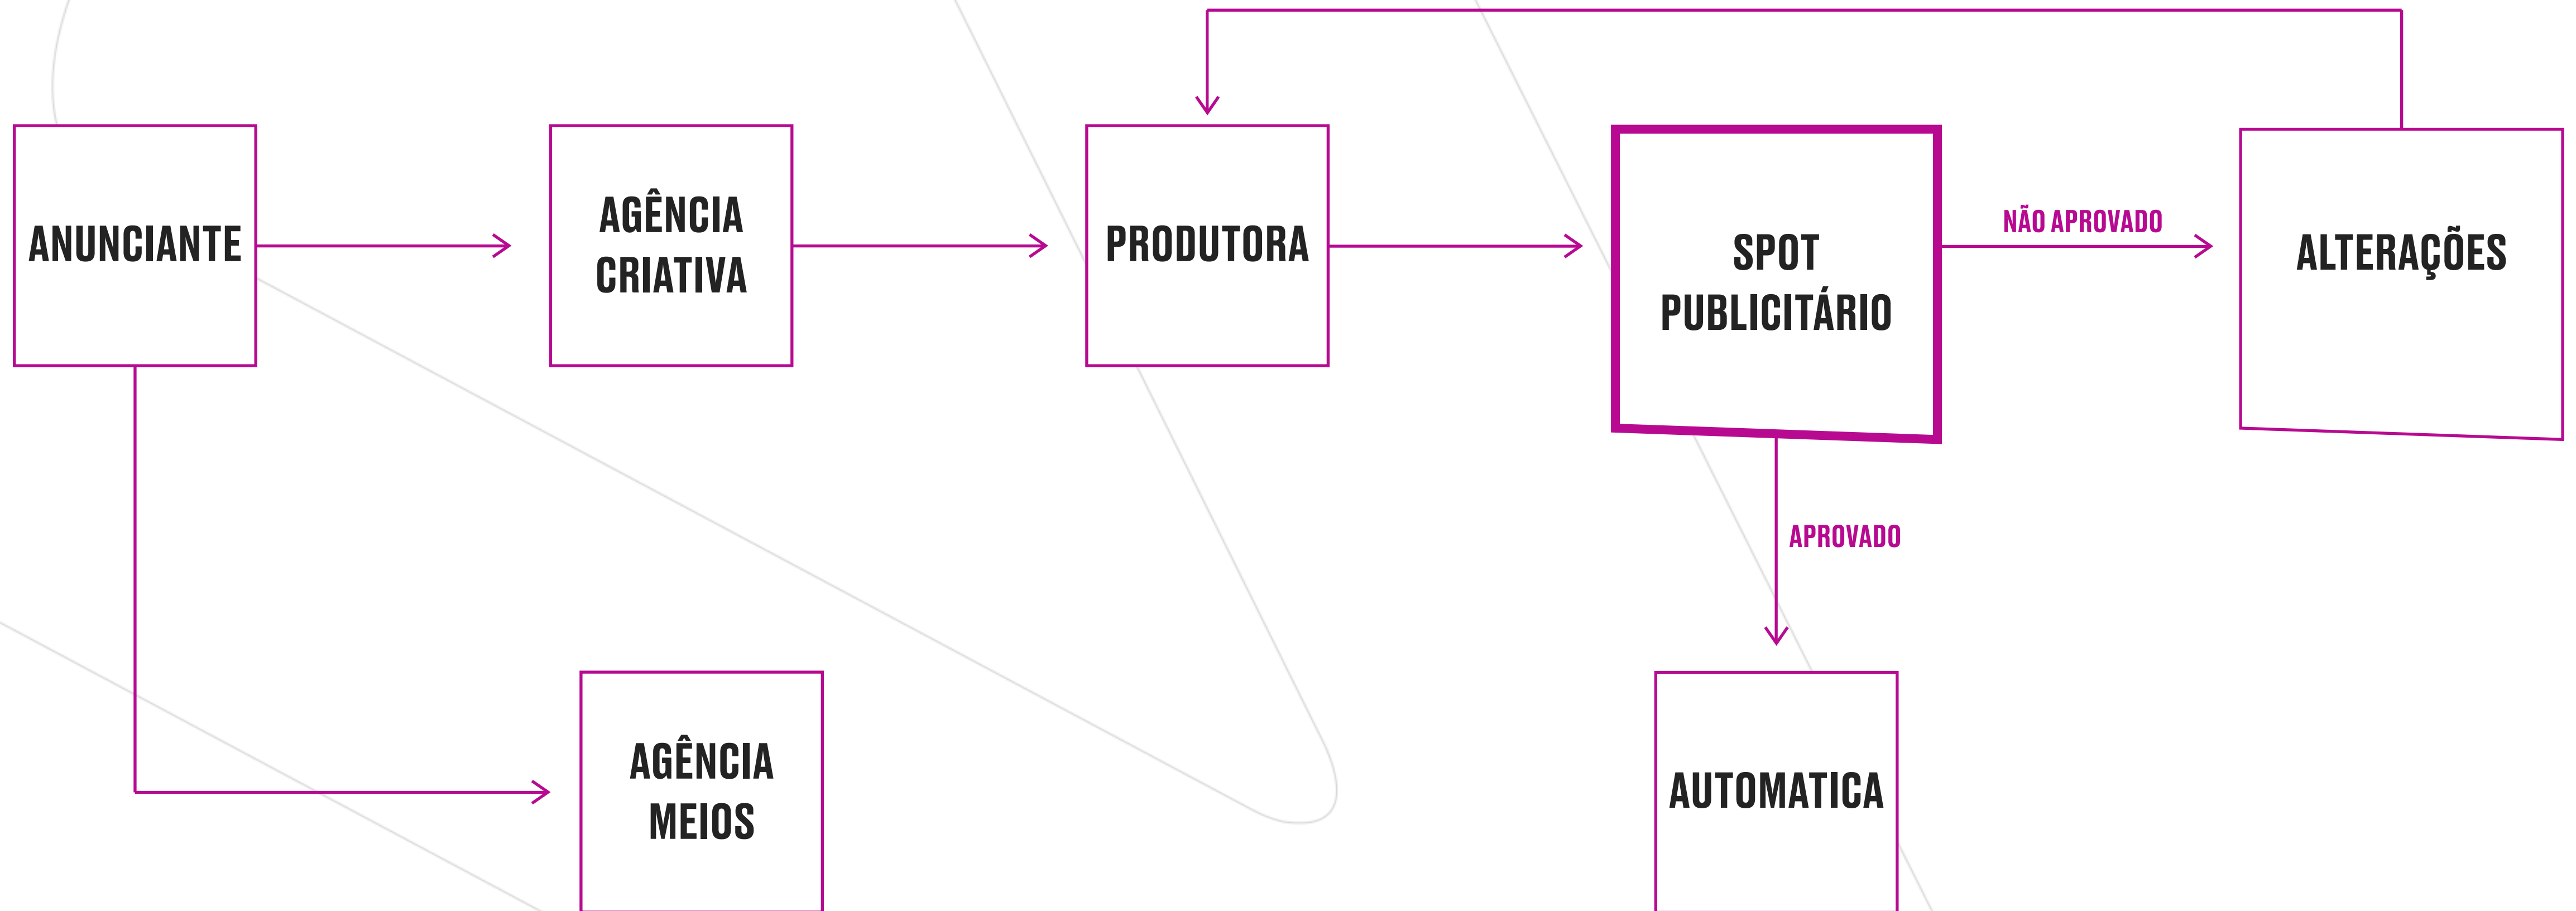 ANUNCIANTE
AGÊNCIA
CRIATIVA
PRODUTORA
SPOT
PUBLICITÁRIO
NÃO APROVADO
ALTERAÇÕES
APROVADO
AGÊNCIA
MEIOS
AUTOMATICA